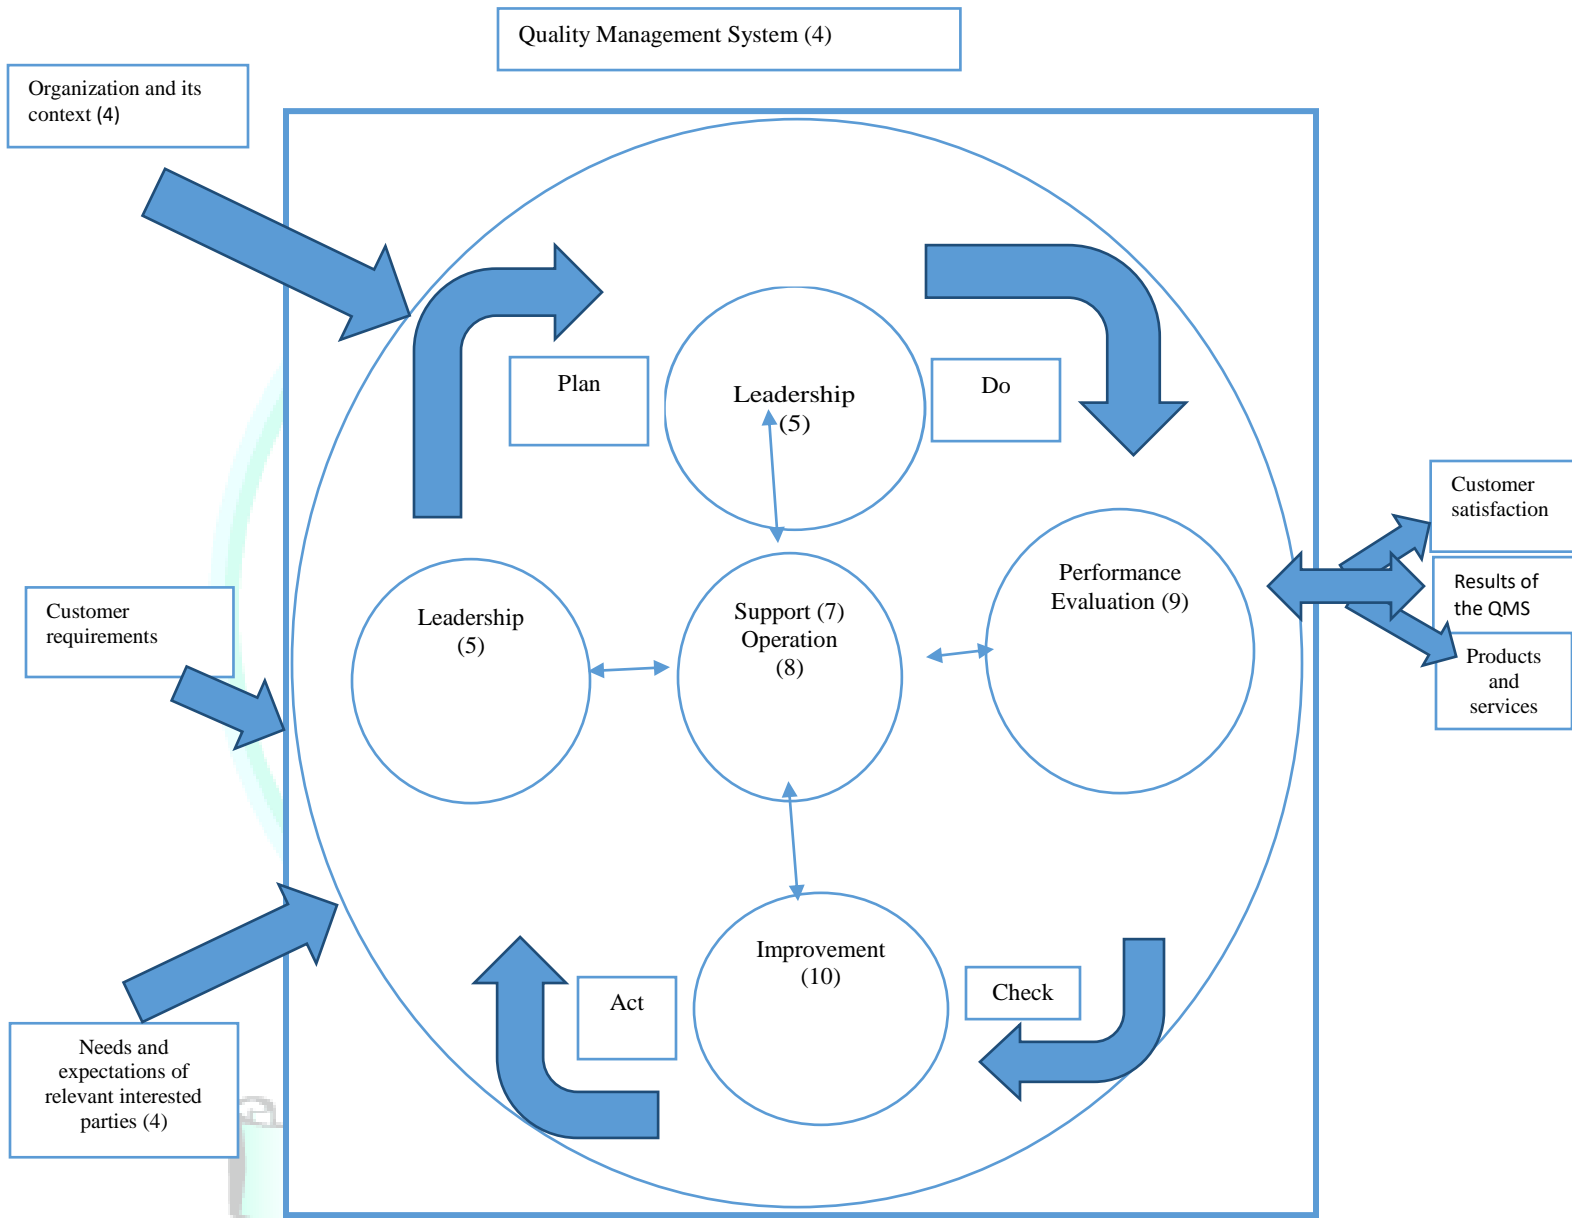 Quality Management System (4)
Organization and its
context (4)
Plan
Leadership
(5)
Do
Customer
satisfaction
Customer
requirements
Leadership
(5)
Support (7)
Operation
(8)
Performance
Evaluation (9)
Results of
the QMS
Products
and
services
Improvement
(10)
Act
Check
Needs and
expectations of
relevant interested
parties (4)